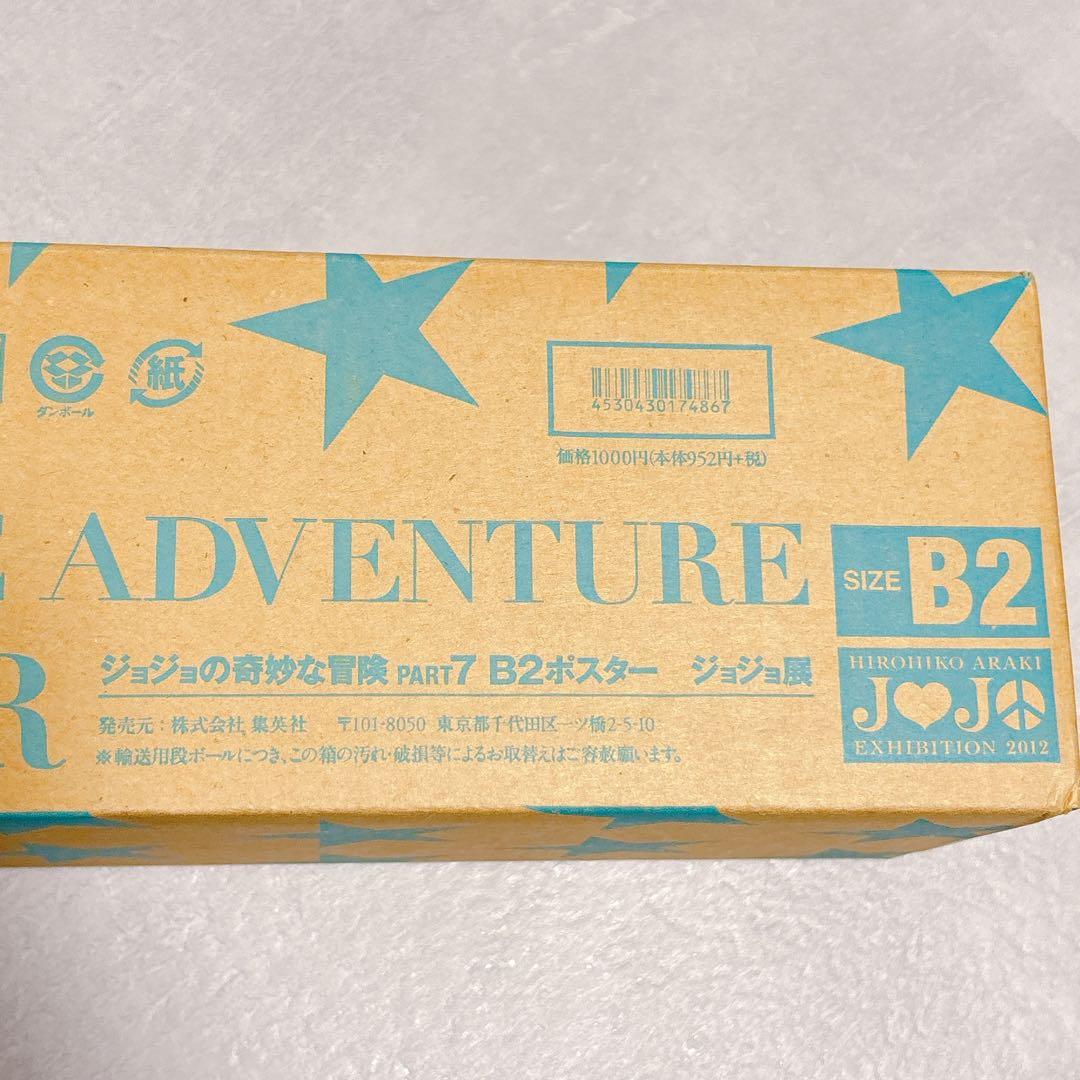 紙
ダンボール
4530430174867
価格1000円(本体952円+税)
E ADVENTURE
SIZE B2
R
ジョジョの奇妙な冒険 PART7 B2ポスター ジョジョ展
発売元:株式会社 集英社 〒101-8050 東京都千代田区一ツ橋2-5-10
※輸送用段ボールにつき、この箱の汚れ・破損等によるお取替えはご容赦願います。
HIROHIKO ARAKI
J♥J☮
EXHIBITION 2012